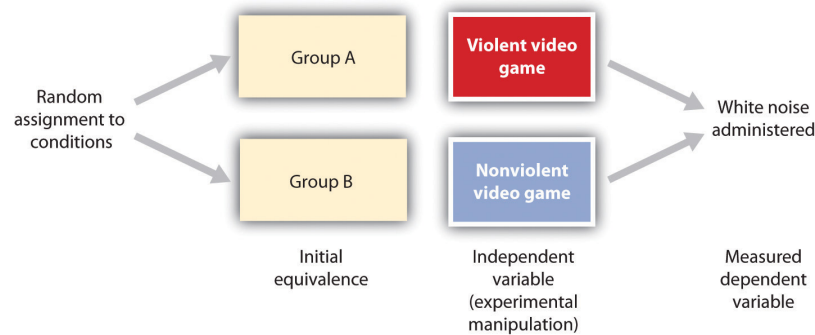 Random
assignment to
conditions
Group A
Group B
Violent video
game
Nonviolent
video game
White noise
administered
Initial
equivalence
Independent
variable
(experimental
manipulation)
Measured
dependent
variable